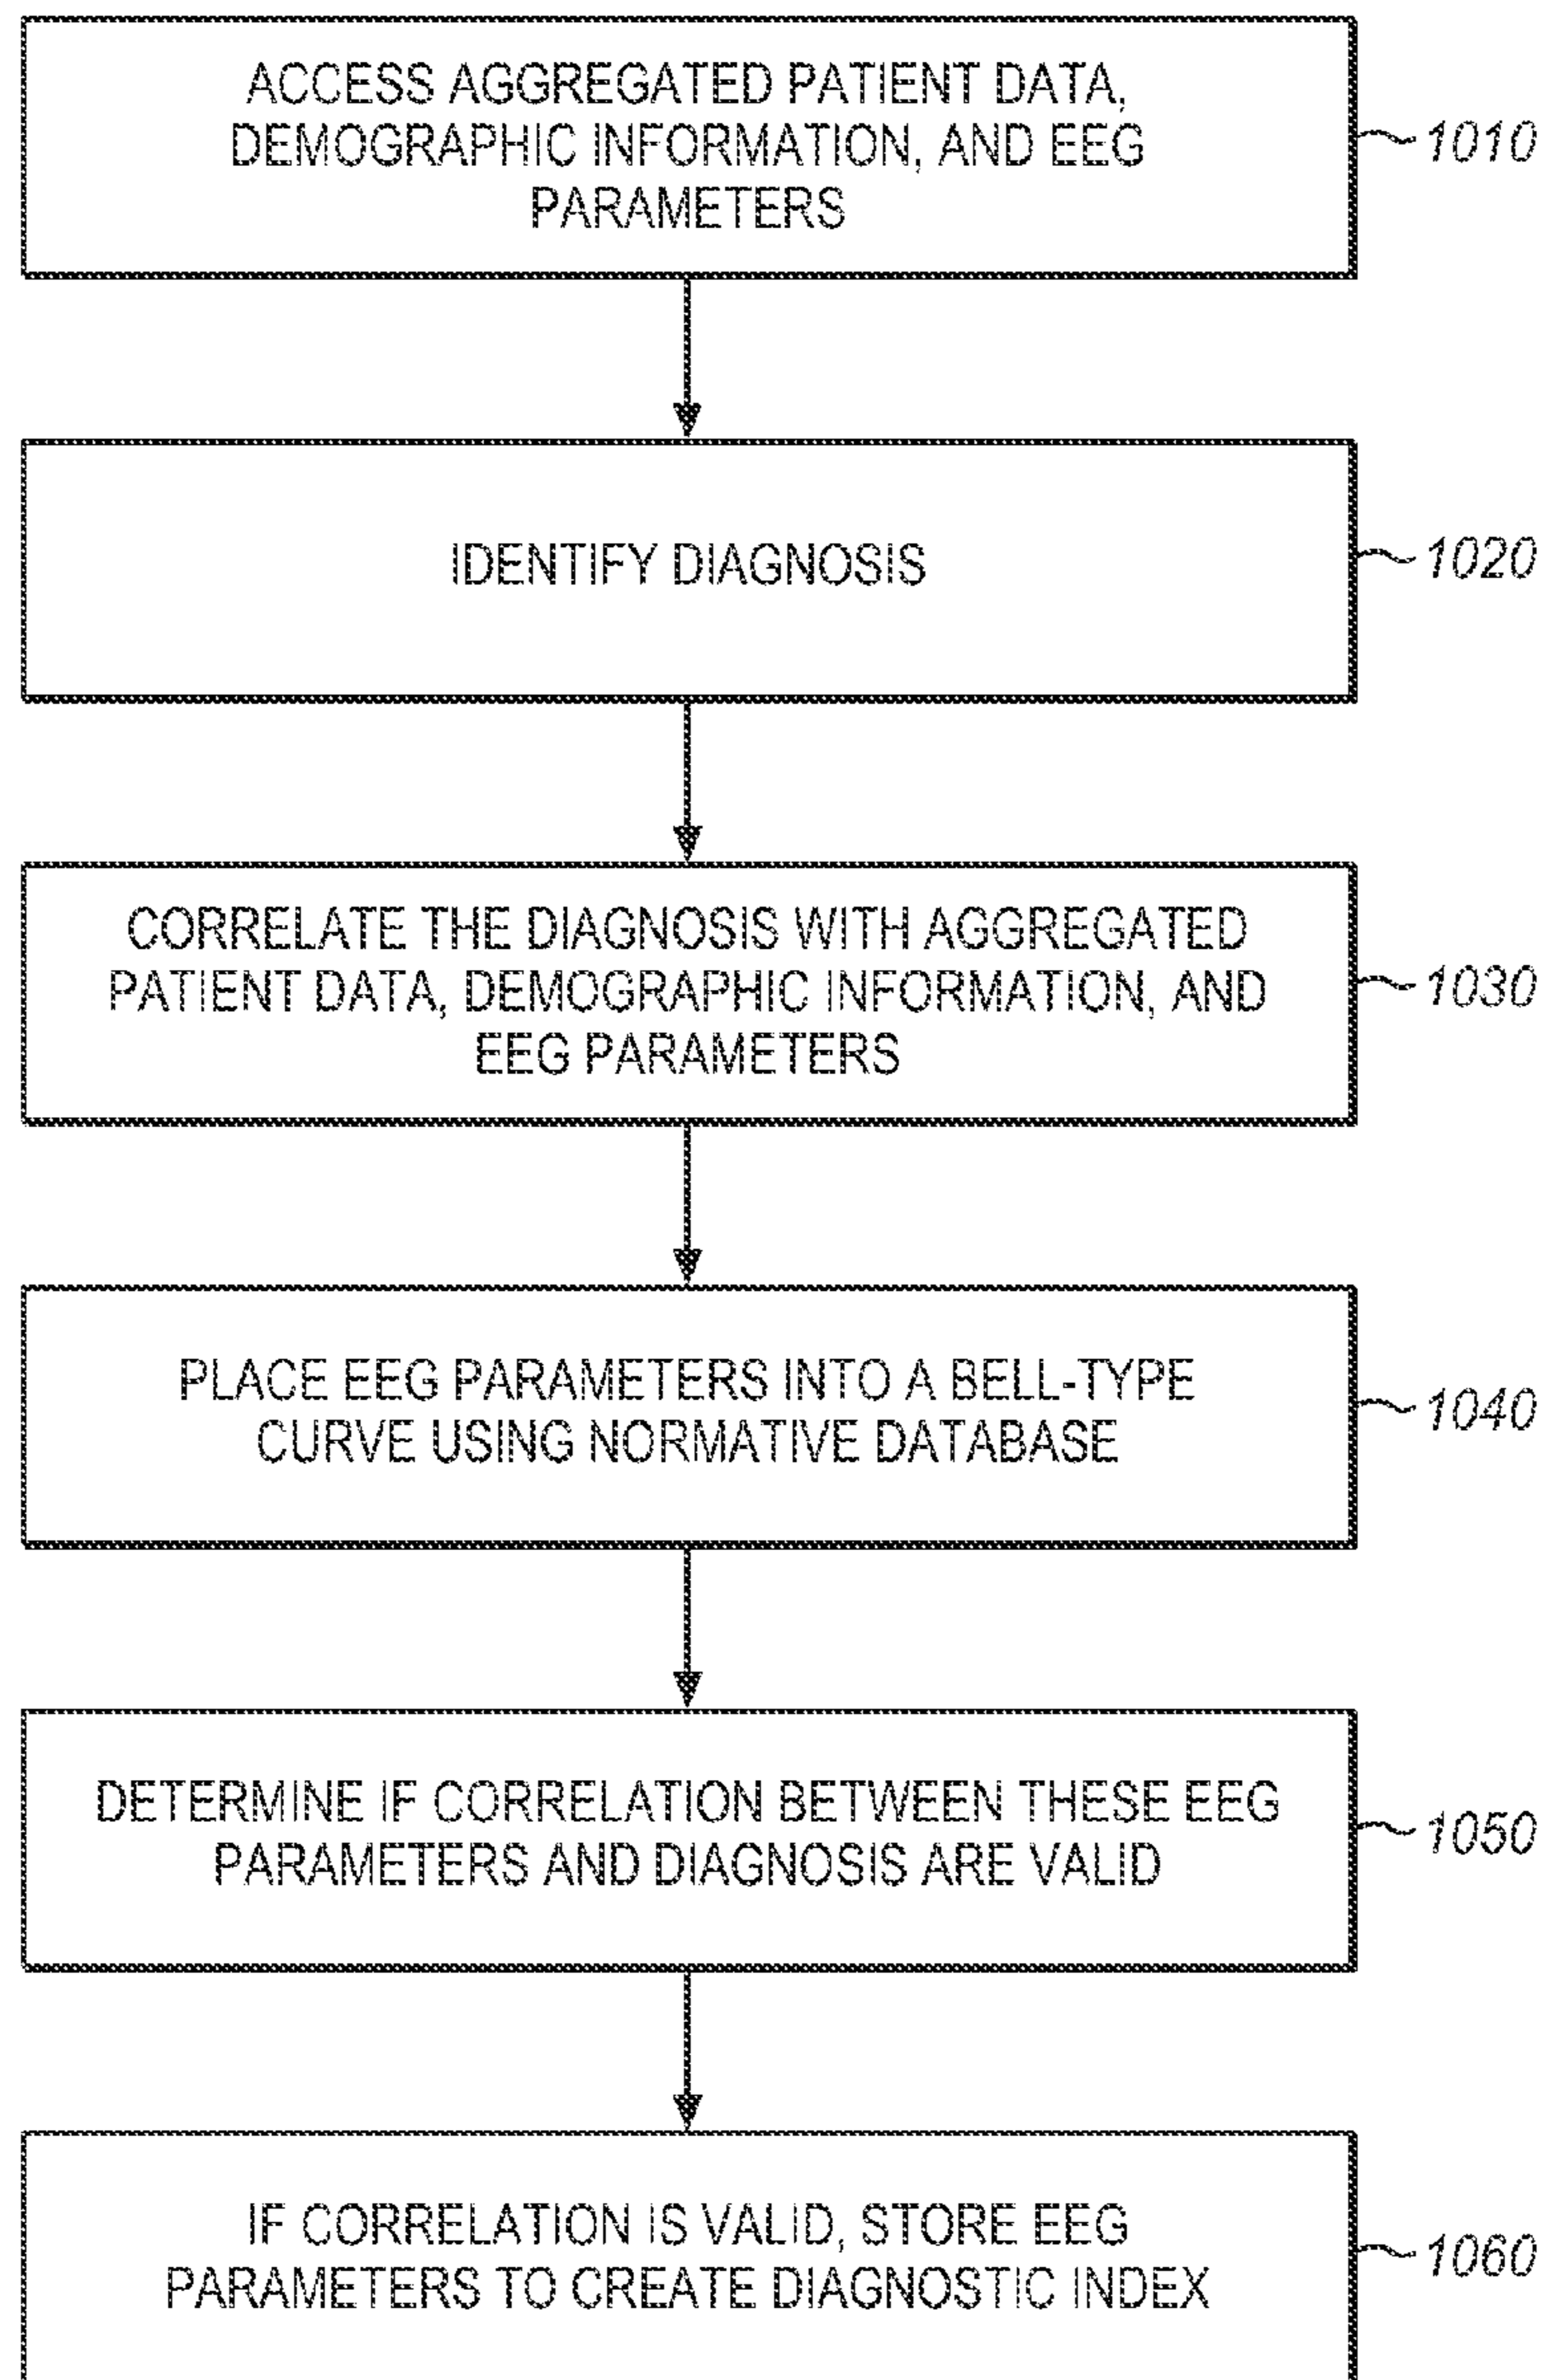 ACCESS AGGREGATED PATIENT DATA,
DEMOGRAPHIC INFORMATION, AND EEG
PARAMETERS
1010
IDENTIFY DIAGNOSIS
1020
CORRELATE THE DIAGNOSIS WITH AGGREGATED
PATIENT DATA, DEMOGRAPHIC INFORMATION, AND
EEG PARAMETERS
1030
PLACE EEG PARAMETERS INTO A BELL-TYPE
CURVE USING NORMATIVE DATABASE
1040
DETERMINE IF CORRELATION BETWEEN THESE EEG
PARAMETERS AND DIAGNOSIS ARE VALID
1050
IF CORRELATION IS VALID, STORE EEG
PARAMETERS TO CREATE DIAGNOSTIC INDEX
1060